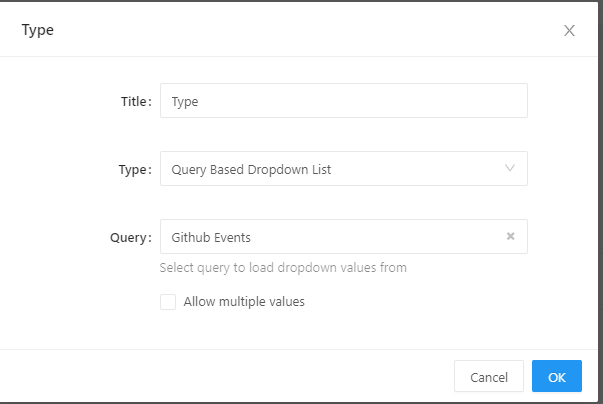 Type
Title: Type
Type: Query Based Dropdown List
Query: Github Events
Select query to load dropdown values from
Allow multiple values
Cancel OK